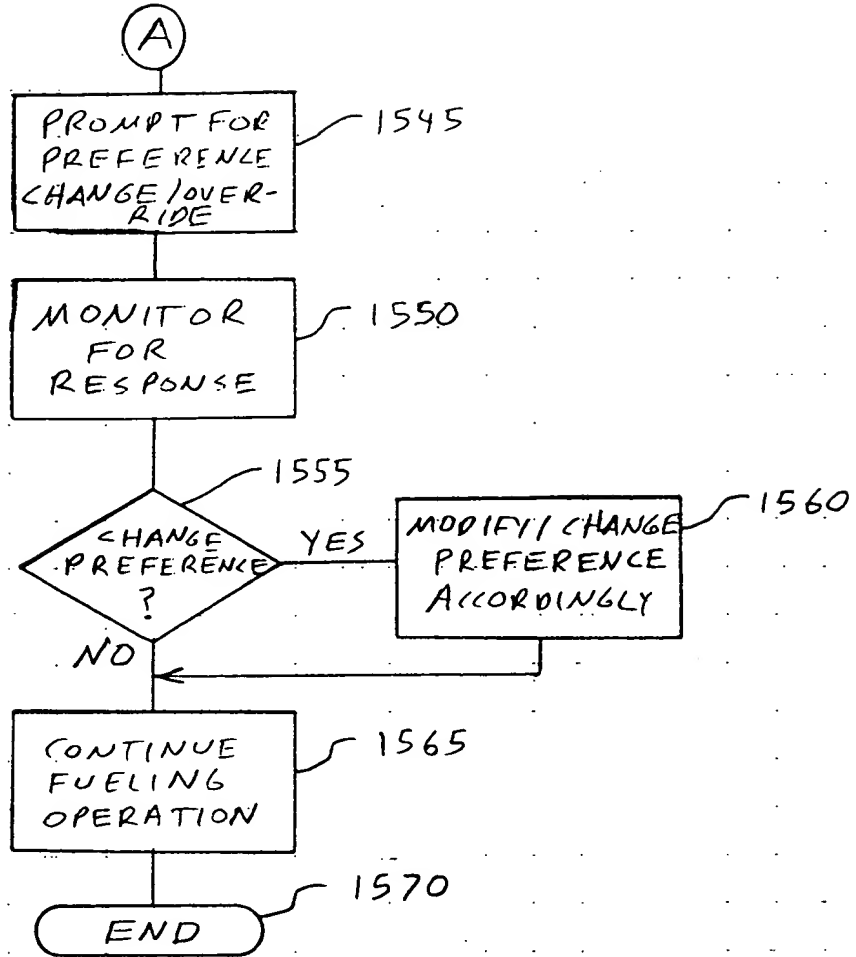 A
PROMPT FOR
PREFERENCE
CHANGE/OVER-
RIDE
1545
MONITOR
FOR
RESPONSE
1550
1555
CHANGE
PREFERENCE
?
YES
NO
MODIFY/CHANGE
PREFERENCE
ACCORDINGLY
1560
CONTINUE
FUELING
OPERATION
1565
END
1570